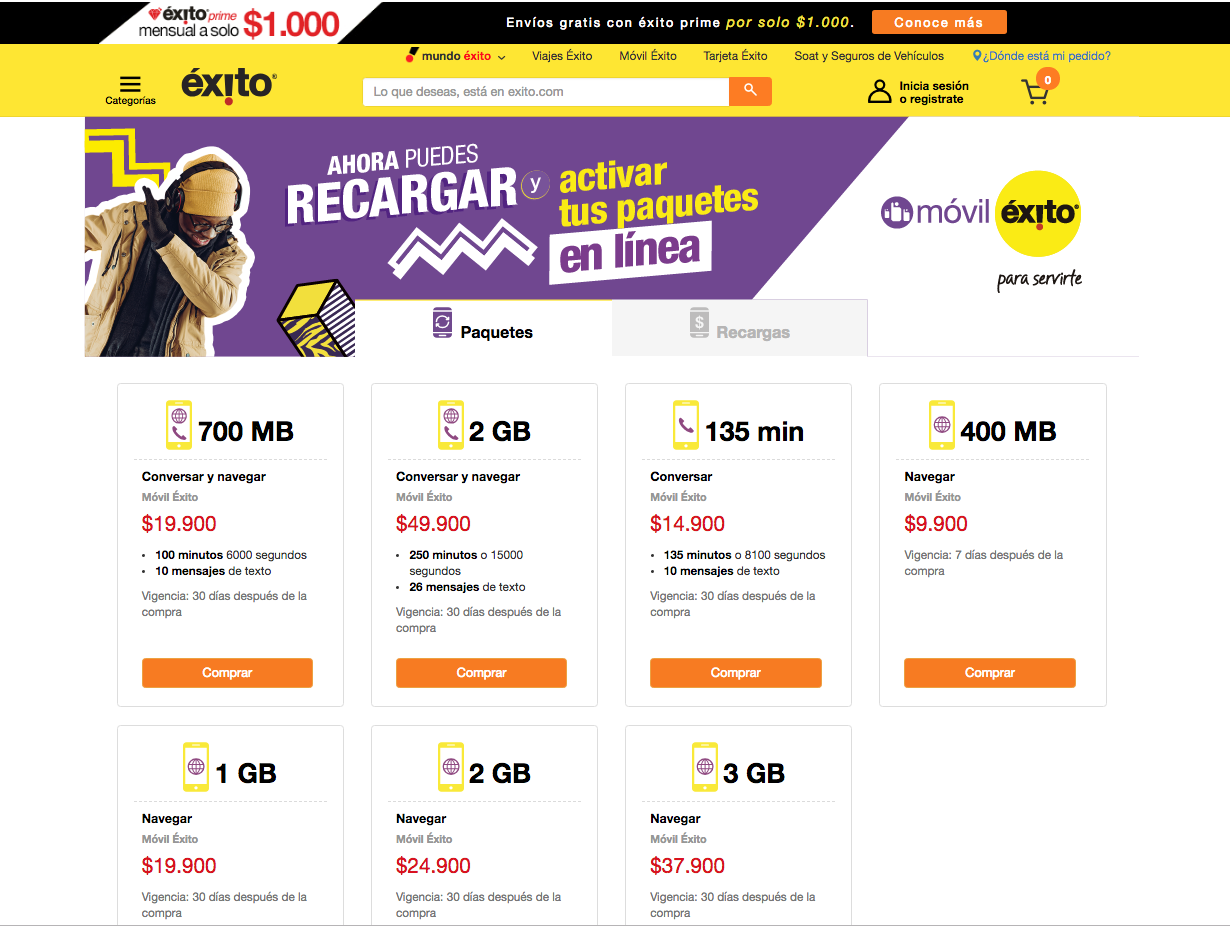 éxito prime
mensual a solo $1.000
Envíos gratis con éxito prime por solo $1.000.
Conoce más
mundo éxito
Viajes Éxito
Móvil Éxito
Tarjeta Éxito
Soat y Seguros de Vehículos
¿Dónde está mi pedido?
Categorías
éxito
Lo que deseas, está en exito.com
Inicia sesión
o registrate
0
AHORA PUEDES
RECARGAR y
activar
tus paquetes
en línea
móvil éxito
para servirte
Paquetes
$ Recargas
700 MB
Conversar y navegar
Móvil Éxito
$19.900
• 100 minutos 6000 segundos
• 10 mensajes de texto
Vigencia: 30 días después de la
compra
Comprar
2 GB
Conversar y navegar
Móvil Éxito
$49.900
• 250 minutos o 15000
segundos
• 26 mensajes de texto
Vigencia: 30 días después de la
compra
Comprar
135 min
Conversar
Móvil Éxito
$14.900
• 135 minutos o 8100 segundos
• 10 mensajes de texto
Vigencia: 30 días después de la
compra
Comprar
400 MB
Navegar
Móvil Éxito
$9.900
Vigencia: 7 días después de la
compra
Comprar
1 GB
Navegar
Móvil Éxito
$19.900
Vigencia: 30 días después de la
compra
2 GB
Navegar
Móvil Éxito
$24.900
Vigencia: 30 días después de la
compra
3 GB
Navegar
Móvil Éxito
$37.900
Vigencia: 30 días después de la
compra